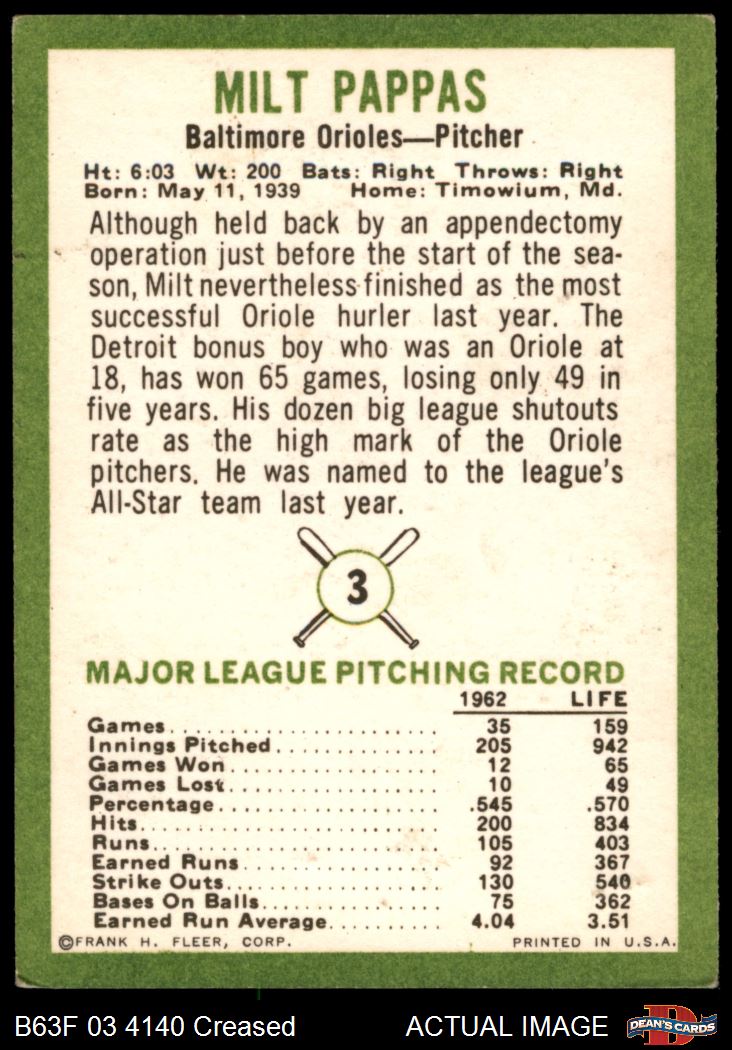 MILT PAPPAS
Baltimore Orioles—Pitcher
Ht: 6:03 Wt: 200 Bats: Right Throws: Right
Born: May 11, 1939 Home: Timowium, Md.
Although held back by an appendectomy
operation just before the start of the sea-
son, Milt nevertheless finished as the most
successful Oriole hurler last year. The
Detroit bonus boy who was an Oriole at
18, has won 65 games, losing only 49 in
five years. His dozen big league shutouts
rate as the high mark of the Oriole
pitchers. He was named to the league's
All-Star team last year.
3
MAJOR LEAGUE PITCHING RECORD
1962 LIFE
Games 35 159
Innings Pitched 205 942
Games Won 12 65
Games Lost 10 49
Percentage .545 .570
Hits 200 834
Runs 105 403
Earned Runs 92 367
Strike Outs 130 540
Bases On Balls 75 362
Earned Run Average 4.04 3.51
©FRANK H. FLEER, CORP. PRINTED IN U.S.A.
B63F 03 4140 Creased ACTUAL IMAGE DEAN'S CARDS